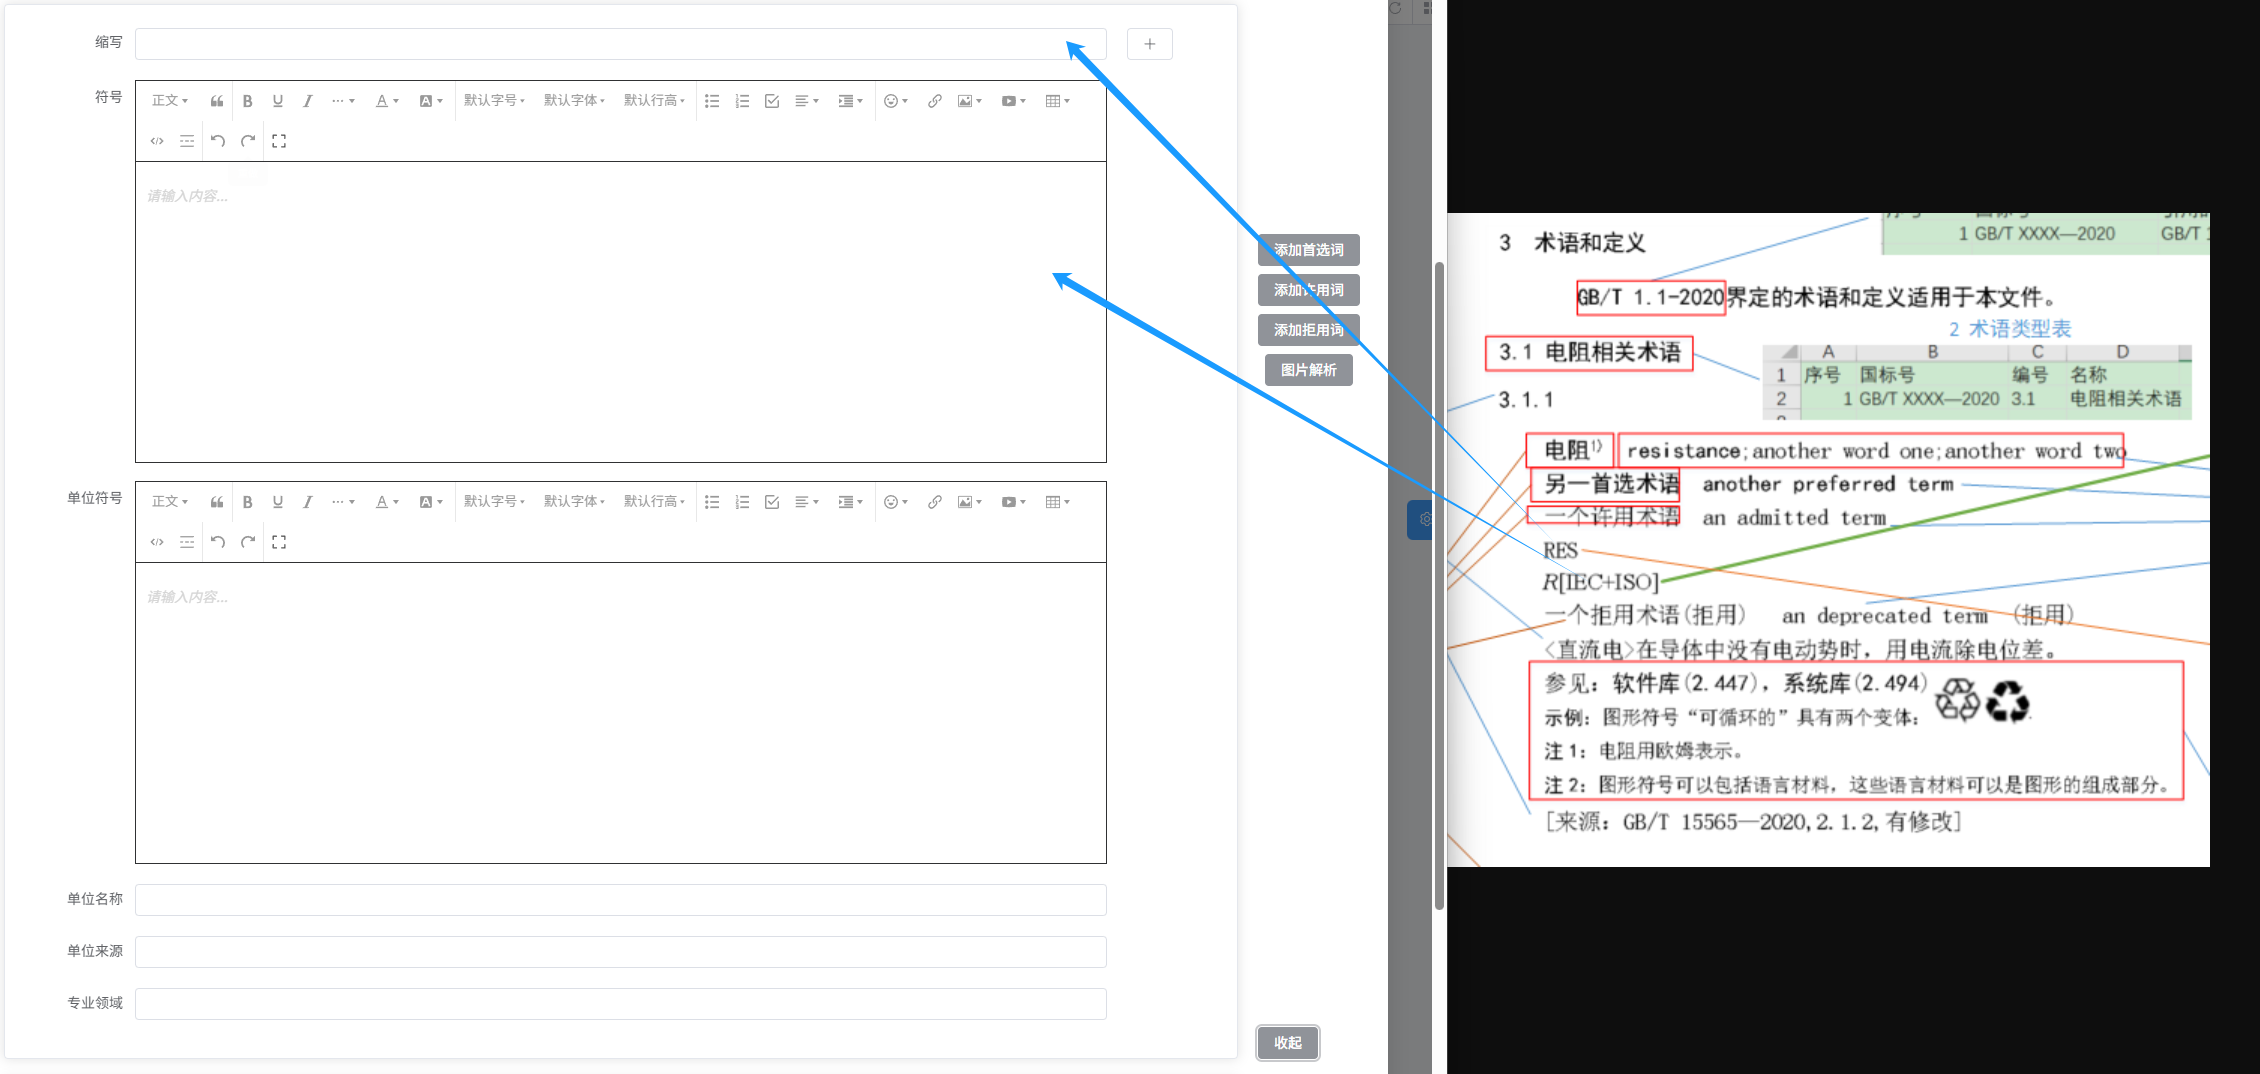 缩写
符号
正文 B U I ··· A A 默认字号 默认字体 默认行高
请输入内容...
单位符号
正文 B U I ··· A A 默认字号 默认字体 默认行高
请输入内容...
单位名称
单位来源
专业领域
添加首选词
添加许用词
添加拒用词
图片解析
收起
1 GB/T XXXX—2020 GB/T
3 术语和定义
GB/T 1.1-2020界定的术语和定义适用于本文件。
2 术语类型表
3.1 电阻相关术语
A B C D
1 序号 国标号 编号 名称
2 1 GB/T XXXX—2020 3.1 电阻相关术语
3.1.1
电阻1) resistance;another word one;another word two
另一首选术语 another preferred term
一个许用术语 an admitted term
RES
R[IEC+ISO]
一个拒用术语(拒用) an deprecated term (拒用)
<直流电>在导体中没有电动势时，用电流除电位差。
参见：软件库(2.447)，系统库(2.494)
示例：图形符号“可循环的”具有两个变体：
注1：电阻用欧姆表示。
注2：图形符号可以包括语言材料，这些语言材料可以是图形的组成部分。
[来源：GB/T 15565—2020,2.1.2,有修改]